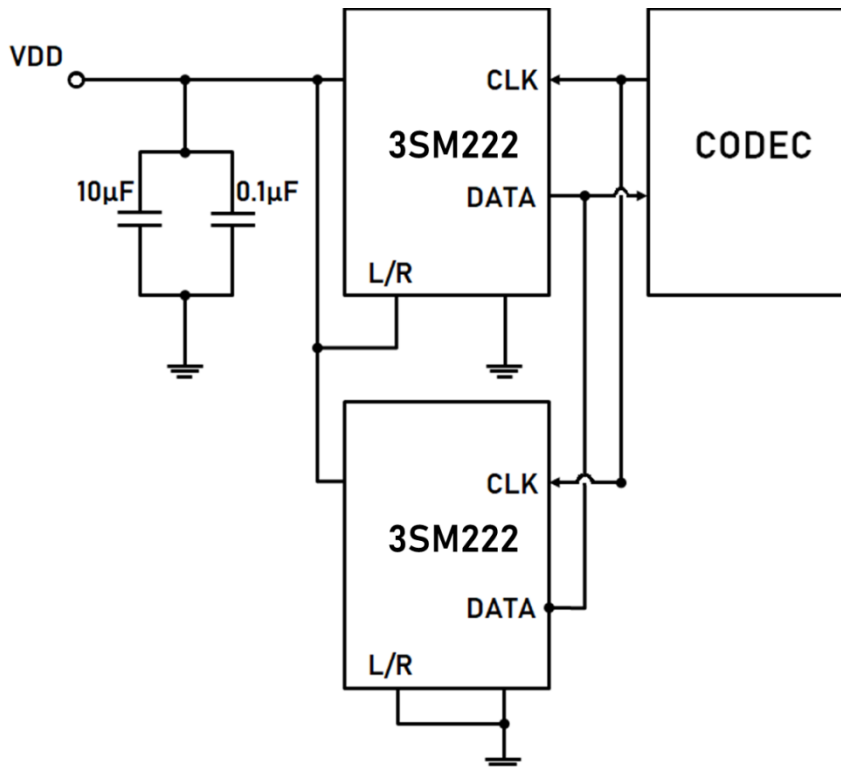 VDD
10µF
0.1µF
CLK
3SM222
DATA
L/R
CODEC
CLK
3SM222
DATA
L/R